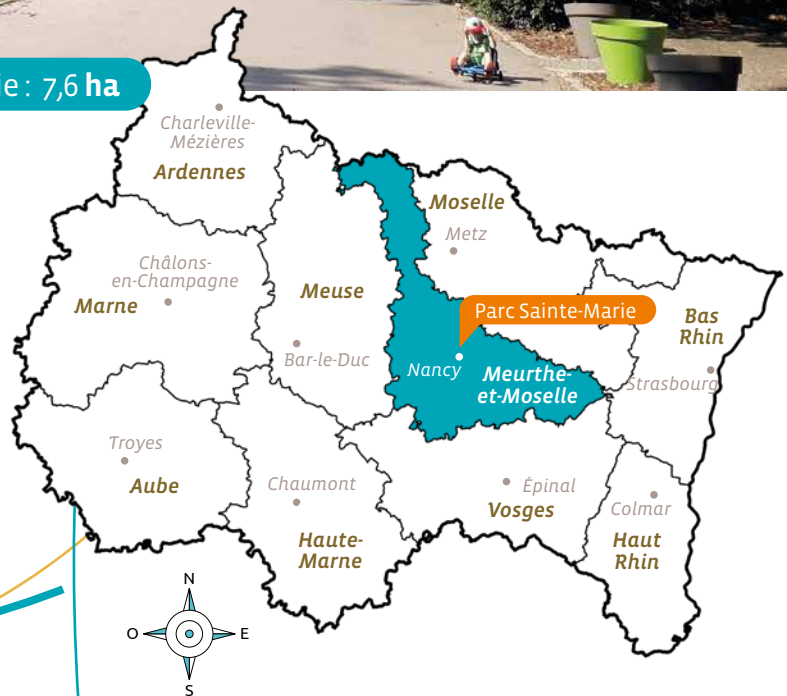 ie : 7,6 ha
Charleville-
Mézières
Ardennes
Moselle
Metz
Châlons-
en-Champagne
Marne
Meuse
Parc Sainte-Marie
Bas
Rhin
Bar-le-Duc
Nancy
Meurthe-
et-Moselle
Strasbourg
Troyes
Aube
Chaumont
Épinal
Vosges
Colmar
Haute-
Marne
Haut
Rhin
N
O
E
S